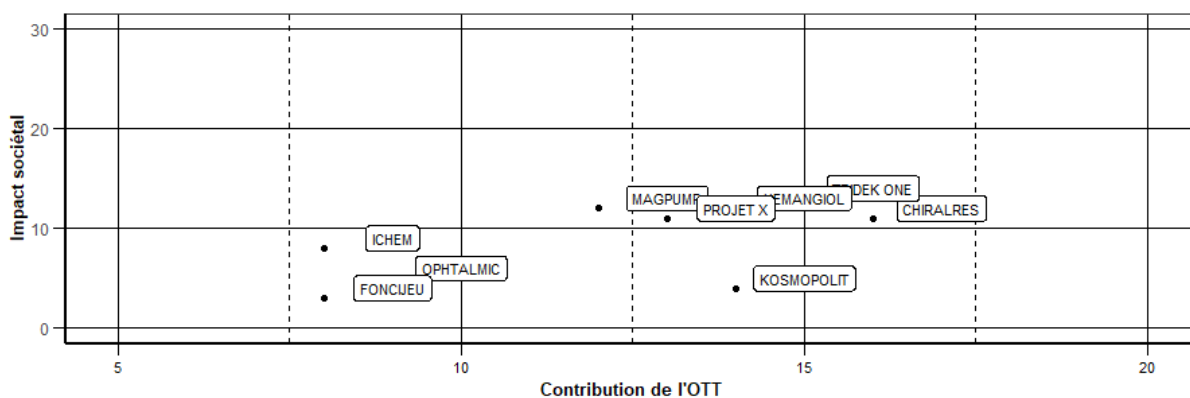 Impact sociétal
30
20
10
0
TRIDEK ONE
MAGPUMP
HEMANGIOL
PROJET X
CHIRALRES
ICHEM
OPHTALMIC
FONCIJEU
KOSMOPOLIT
5
10
15
20
Contribution de l'OTT